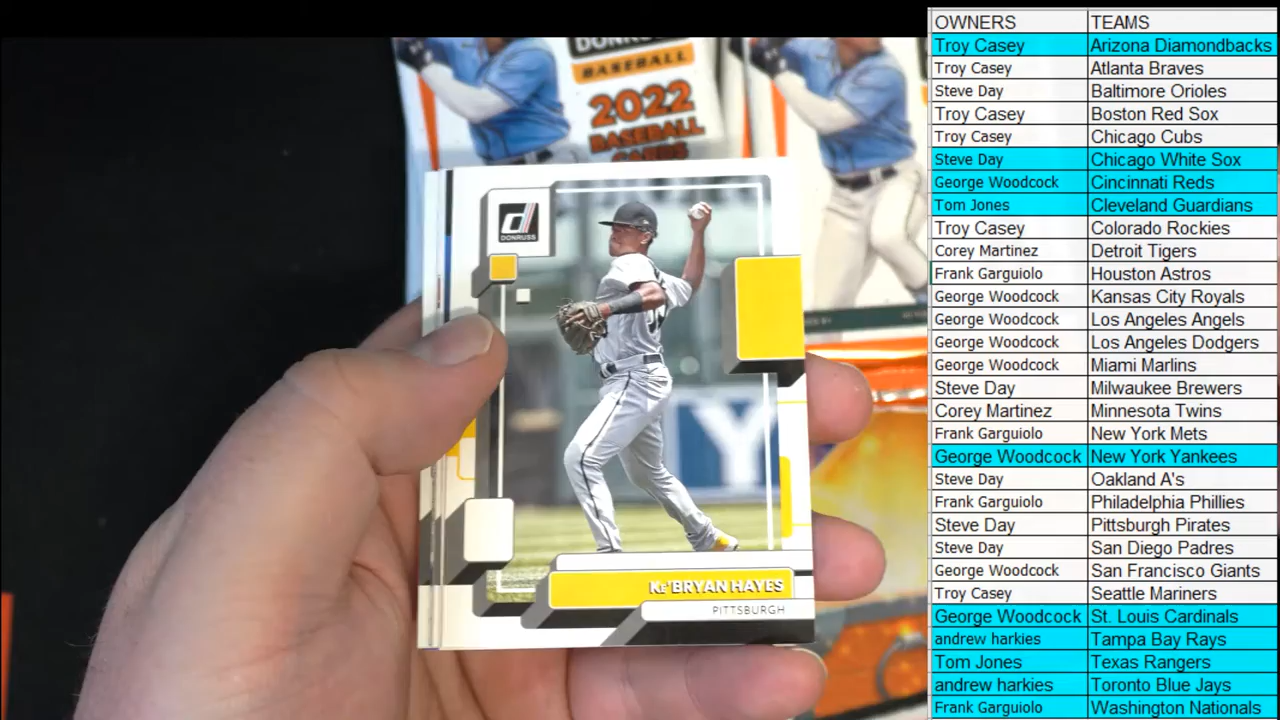 DONRUSS
BASEBALL
2022
BASEBALL
CARDS
d
DONRUSS
Y
KE'BRYAN HAYES
PITTSBURGH
OWNERS TEAMS
Troy Casey Arizona Diamondbacks
Troy Casey Atlanta Braves
Steve Day Baltimore Orioles
Troy Casey Boston Red Sox
Troy Casey Chicago Cubs
Steve Day Chicago White Sox
George Woodcock Cincinnati Reds
Tom Jones Cleveland Guardians
Troy Casey Colorado Rockies
Corey Martinez Detroit Tigers
Frank Garguiolo Houston Astros
George Woodcock Kansas City Royals
George Woodcock Los Angeles Angels
George Woodcock Los Angeles Dodgers
George Woodcock Miami Marlins
Steve Day Milwaukee Brewers
Corey Martinez Minnesota Twins
Frank Garguiolo New York Mets
George Woodcock New York Yankees
Steve Day Oakland A's
Frank Garguiolo Philadelphia Phillies
Steve Day Pittsburgh Pirates
Steve Day San Diego Padres
George Woodcock San Francisco Giants
Troy Casey Seattle Mariners
George Woodcock St. Louis Cardinals
andrew harkies Tampa Bay Rays
Tom Jones Texas Rangers
andrew harkies Toronto Blue Jays
Frank Garguiolo Washington Nationals